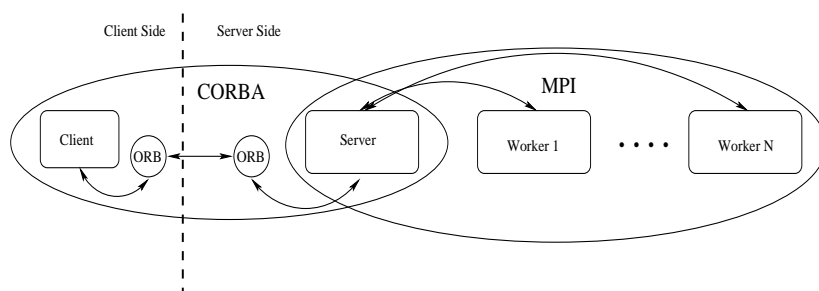 Client Side
Server Side
CORBA
MPI
Client
ORB
ORB
Server
Worker 1
Worker N